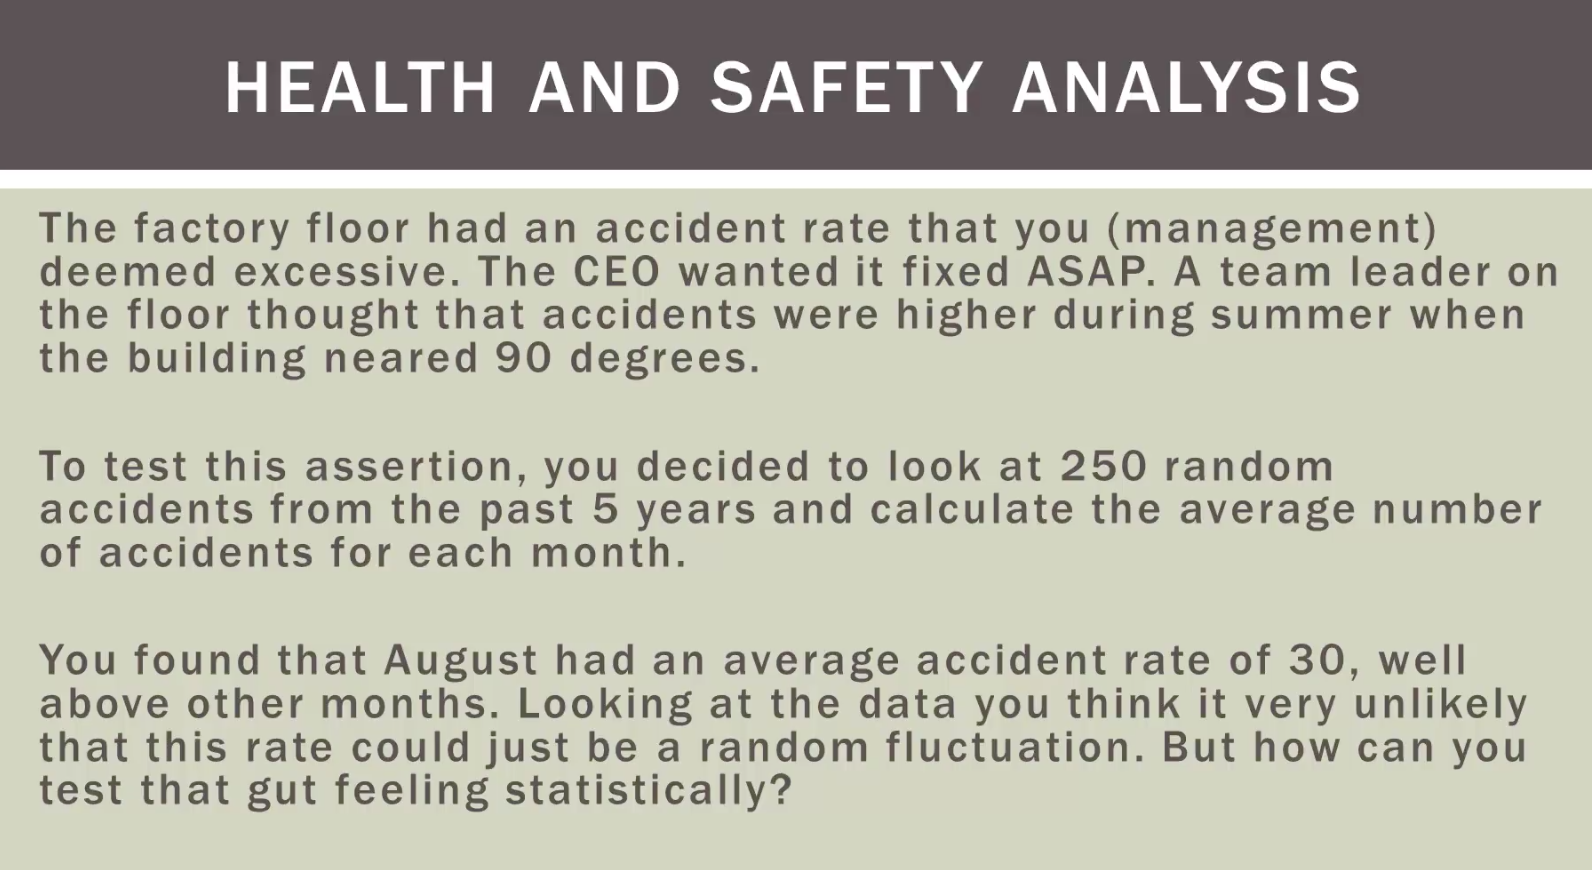 HEALTH AND SAFETY ANALYSIS
The factory floor had an accident rate that you (management)
deemed excessive. The CEO wanted it fixed ASAP. A team leader on
the floor thought that accidents were higher during summer when
the building neared 90 degrees.
To test this assertion, you decided to look at 250 random
accidents from the past 5 years and calculate the average number
of accidents for each month.
You found that August had an average accident rate of 30, well
above other months. Looking at the data you think it very unlikely
that this rate could just be a random fluctuation. But how can you
test that gut feeling statistically?